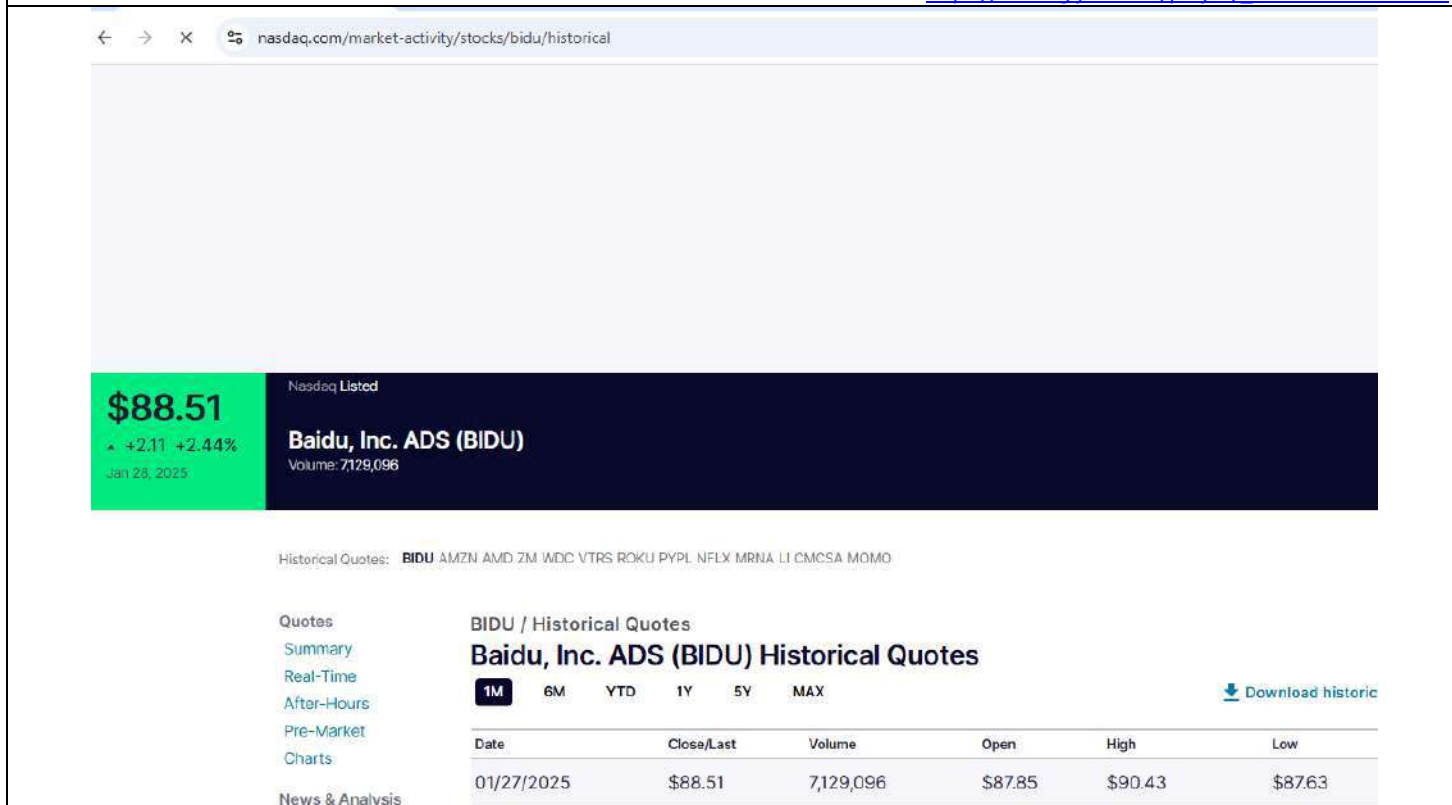 nasdaq.com/market-activity/stocks/bidu/historical
$88.51
+2.11 +2.44%
Jan 28, 2025
Nasdaq Listed
Baidu, Inc. ADS (BIDU)
Volume: 7,129,096
Historical Quotes: BIDU AMZN AMD ZM WDC VTRS ROKU PYPL NFLX MRNA LI CMCSA MOMO
Quotes
Summary
Real-Time
After-Hours
Pre-Market
Charts
News & Analysis
BIDU / Historical Quotes
Baidu, Inc. ADS (BIDU) Historical Quotes
1M 6M YTD 1Y 5Y MAX
Download historic
Date Close/Last Volume Open High Low
01/27/2025 $88.51 7,129,096 $87.85 $90.43 $87.63